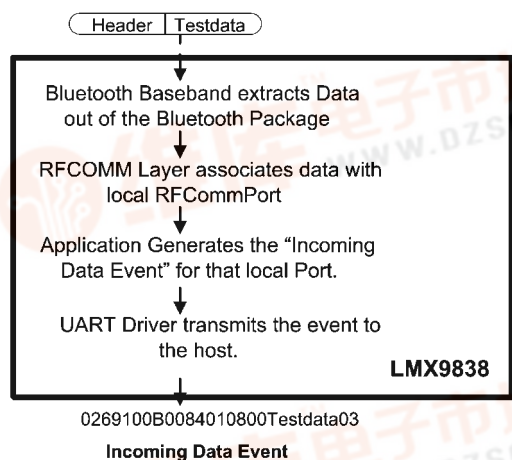 Header Testdata
Bluetooth Baseband extracts Data
out of the Bluetooth Package
RFCOMM Layer associates data with
local RFCommPort
Application Generates the “Incoming
Data Event” for that local Port.
UART Driver transmits the event to
the host.
LMX9838
0269100B0084010800Testdata03
Incoming Data Event